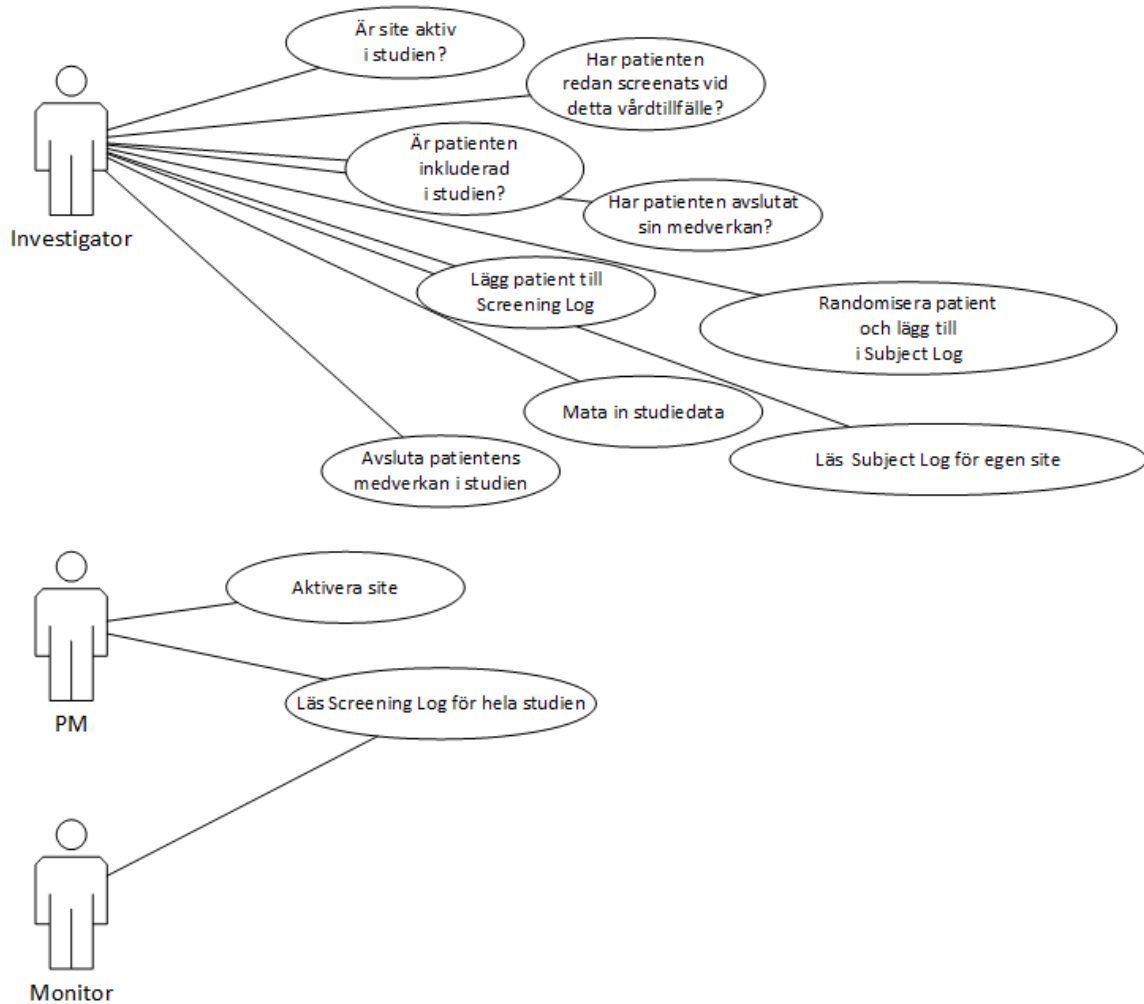 Är site aktiv
i studien?
Har patienten
redan screenats vid
detta vårdtillfälle?
Är patienten
inkluderad
i studien?
Har patienten avslutat
sin medverkan?
Investigator
Lägg patient till
Screening Log
Randomisera patient
och lägg till
i Subject Log
Mata in studiedata
Avsluta patientens
medverkan i studien
Läs Subject Log för egen site
Aktivera site
Läs Screening Log för hela studien
PM
Monitor